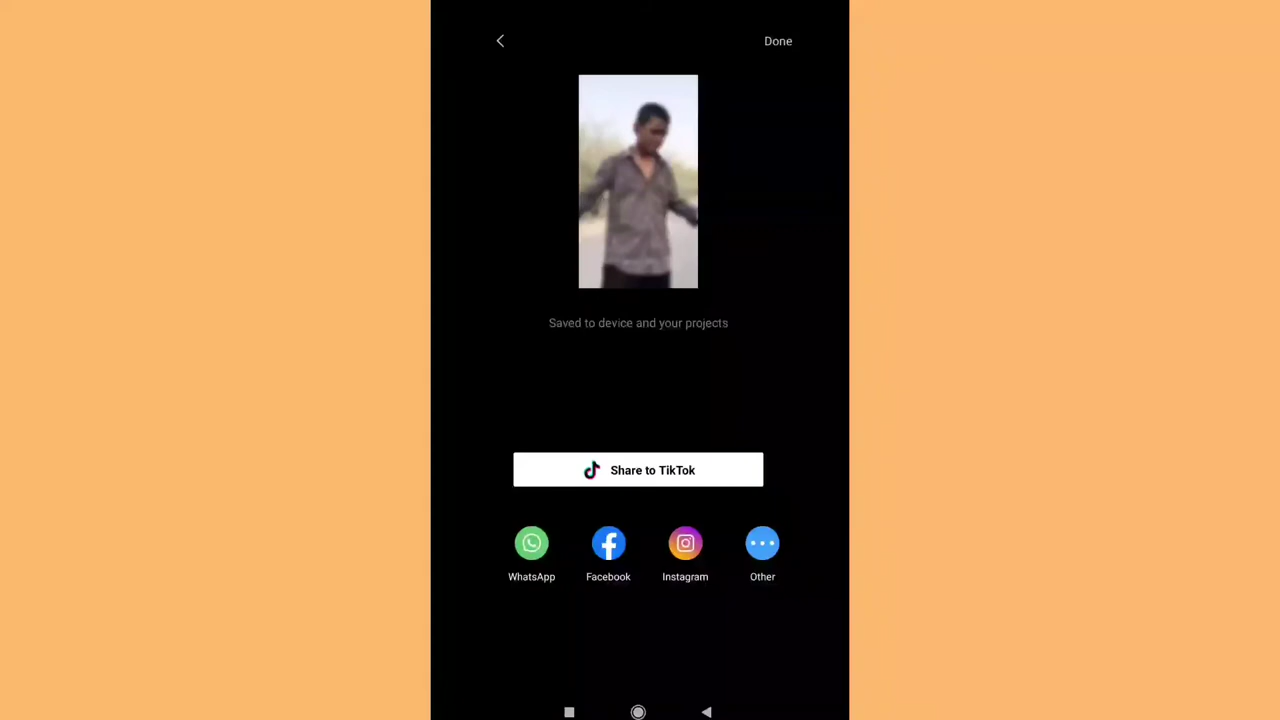 Done
Saved to device and your projects
Share to TikTok
WhatsApp Facebook Instagram Other